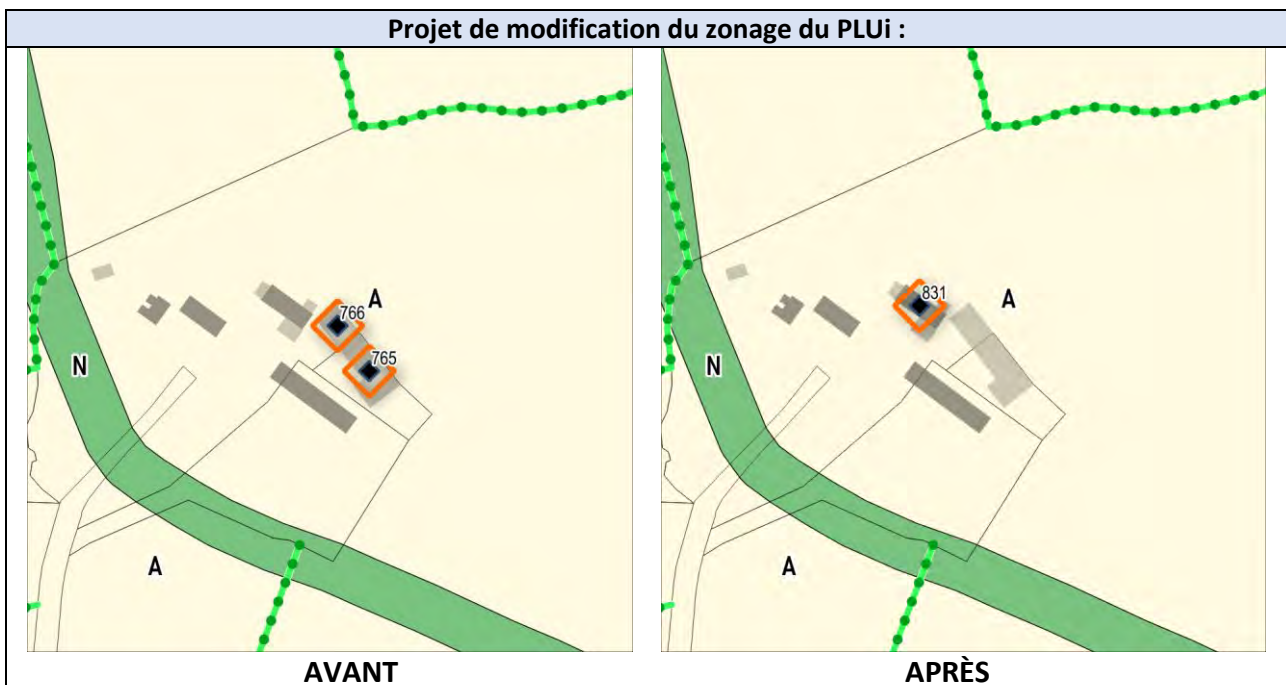 Projet de modification du zonage du PLUi :
A
766
765
N
A
AVANT
831
A
N
A
APRÈS